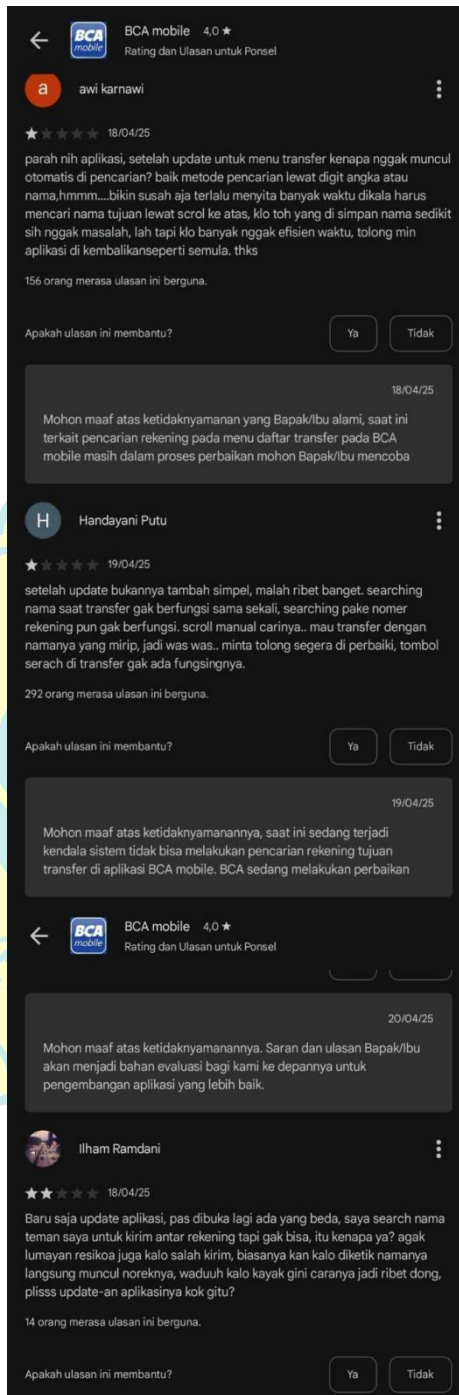 BCA mobile 4,0 ★
BCA mobile
Rating dan Ulasan untuk Ponsel
a awi karnawi
18/04/25
parah nih aplikasi, setelah update untuk menu transfer kenapa nggak muncul
otomatis di pencarian? baik metode pencarian lewat digit angka atau
nama,hmmm....bikin susah aja terlalu menyita banyak waktu dikala harus
mencari nama tujuan lewat scrol ke atas, klo toh yang di simpan nama sedikit
sih nggak masalah, lah tapi klo banyak nggak efisien waktu, tolong min
aplikasi di kembalikanseperti semula. thks
156 orang merasa ulasan ini berguna.
Apakah ulasan ini membantu? Ya Tidak
18/04/25
Mohon maaf atas ketidaknyamanan yang Bapak/Ibu alami, saat ini
terkait pencarian rekening pada menu daftar transfer pada BCA
mobile masih dalam proses perbaikan mohon Bapak/Ibu mencoba
H Handayani Putu
19/04/25
setelah update bukannya tambah simpel, malah ribet banget. searching
nama saat transfer gak berfungsi sama sekali, searching pake nomer
rekening pun gak berfungsi. scroll manual carinya.. mau transfer dengan
namanya yang mirip, jadi was was.. minta tolong segera di perbaiki, tombol
serach di transfer gak ada fungsingnya.
292 orang merasa ulasan ini berguna.
Apakah ulasan ini membantu? Ya Tidak
19/04/25
Mohon maaf atas ketidaknyamanannya, saat ini sedang terjadi
kendala sistem tidak bisa melakukan pencarian rekening tujuan
transfer di aplikasi BCA mobile. BCA sedang melakukan perbaikan
BCA mobile 4,0 ★
BCA mobile
Rating dan Ulasan untuk Ponsel
20/04/25
Mohon maaf atas ketidaknyamanannya. Saran dan ulasan Bapak/Ibu
akan menjadi bahan evaluasi bagi kami ke depannya untuk
pengembangan aplikasi yang lebih baik.
Ilham Ramdani
18/04/25
Baru saja update aplikasi, pas dibuka lagi ada yang beda, saya search nama
teman saya untuk kirim antar rekening tapi gak bisa, itu kenapa ya? agak
lumayan resikoa juga kalo salah kirim, biasanya kan kalo diketik namanya
langsung muncul noreknya, waduuh kalo kayak gini caranya jadi ribet dong,
plisss update-an aplikasinya kok gitu?
14 orang merasa ulasan ini berguna.
Apakah ulasan ini membantu? Ya Tidak